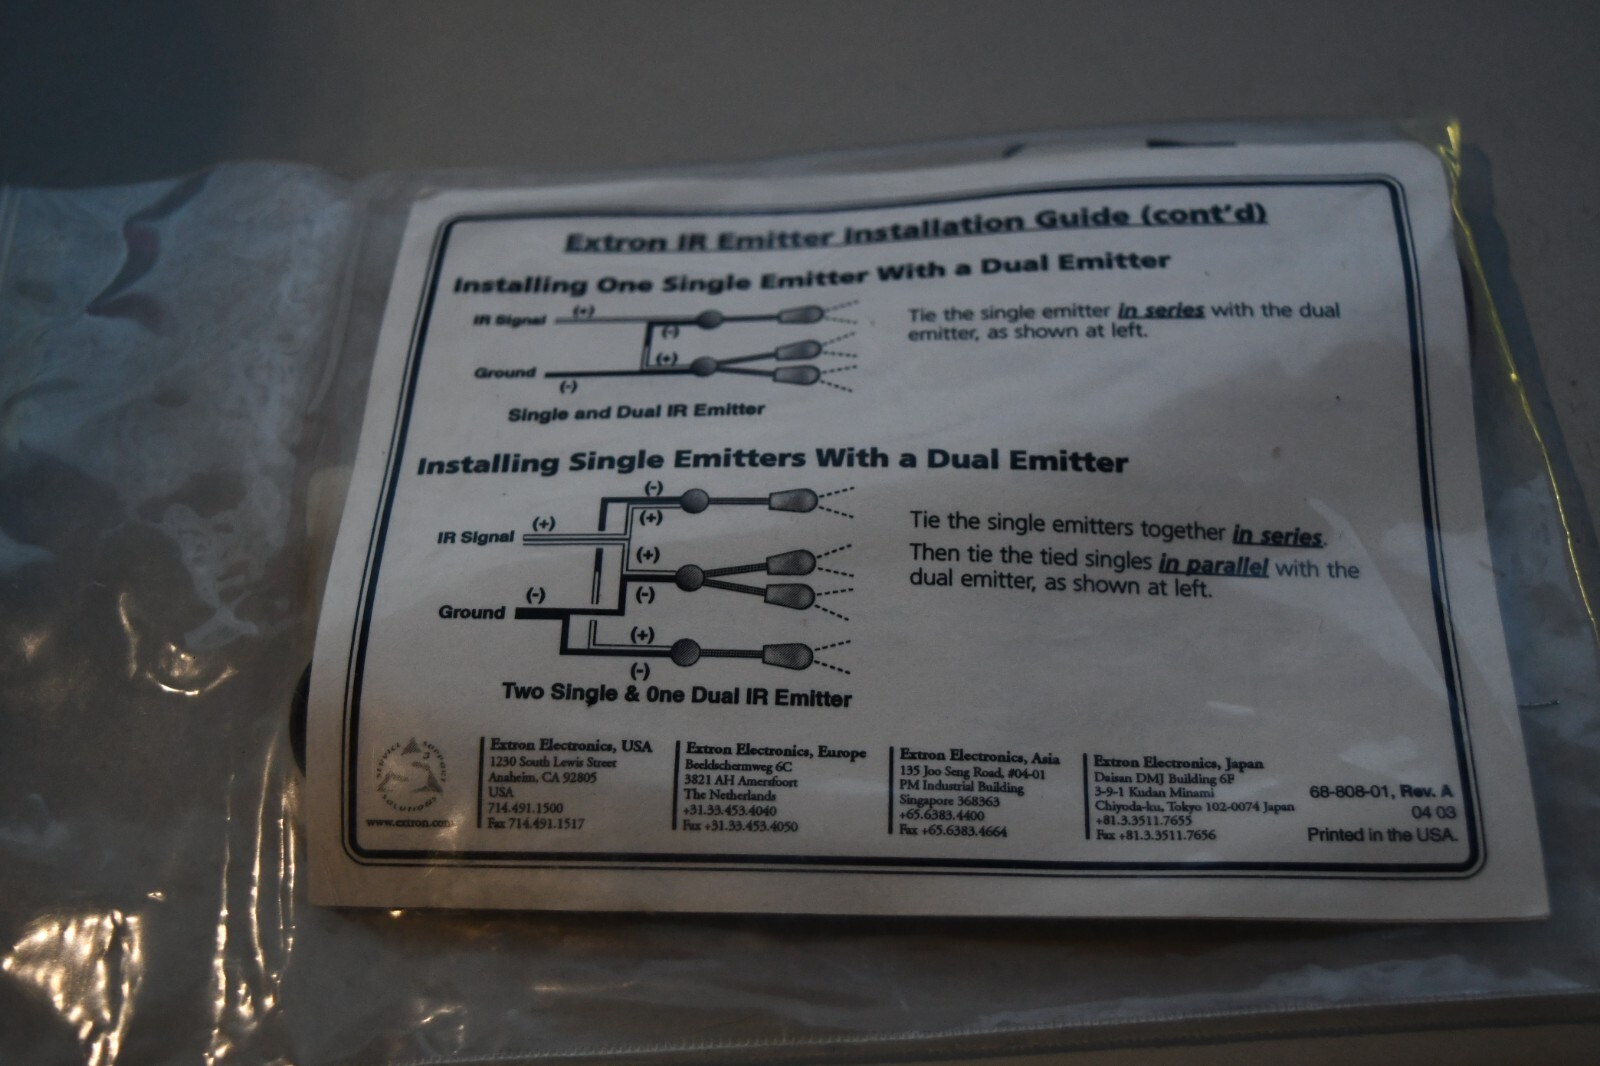 Extron IR Emitter Installation Guide (cont'd)
Installing One Single Emitter With a Dual Emitter
IR Signal
(+)
(-)
(+)
Ground
(-)
Single and Dual IR Emitter
Tie the single emitter in series with the dual
emitter, as shown at left.
Installing Single Emitters With a Dual Emitter
(-)
IR Signal
(+)
(+)
(+)
Ground
(-)
(-)
(+)
(-)
Two Single & One Dual IR Emitter
Tie the single emitters together in series.
Then tie the tied singles in parallel with the
dual emitter, as shown at left.
SERVICE SUPPORT SOLUTIONS
S3
www.extron.com
Extron Electronics, USA
1230 South Lewis Street
Anaheim, CA 92805
USA
714.491.1500
Fax 714.491.1517
Extron Electronics, Europe
Beeldschermweg 6C
3821 AH Amersfoort
The Netherlands
+31.33.453.4040
Fax +31.33.453.4050
Extron Electronics, Asia
135 Joo Seng Road, #04-01
PM Industrial Building
Singapore 368363
+65.6383.4400
Fax +65.6383.4664
Extron Electronics, Japan
Daisan DMJ Building 6F
3-9-1 Kudan Minami
Chiyoda-ku, Tokyo 102-0074 Japan
+81.3.3511.7655
Fax +81.3.3511.7656
68-808-01, Rev. A
04 03
Printed in the USA.